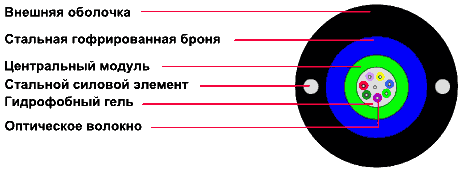 Внешняя оболочка
Стальная гофрированная броня
Центральный модуль
Стальной силовой элемент
Гидрофобный гель
Оптическое волокно